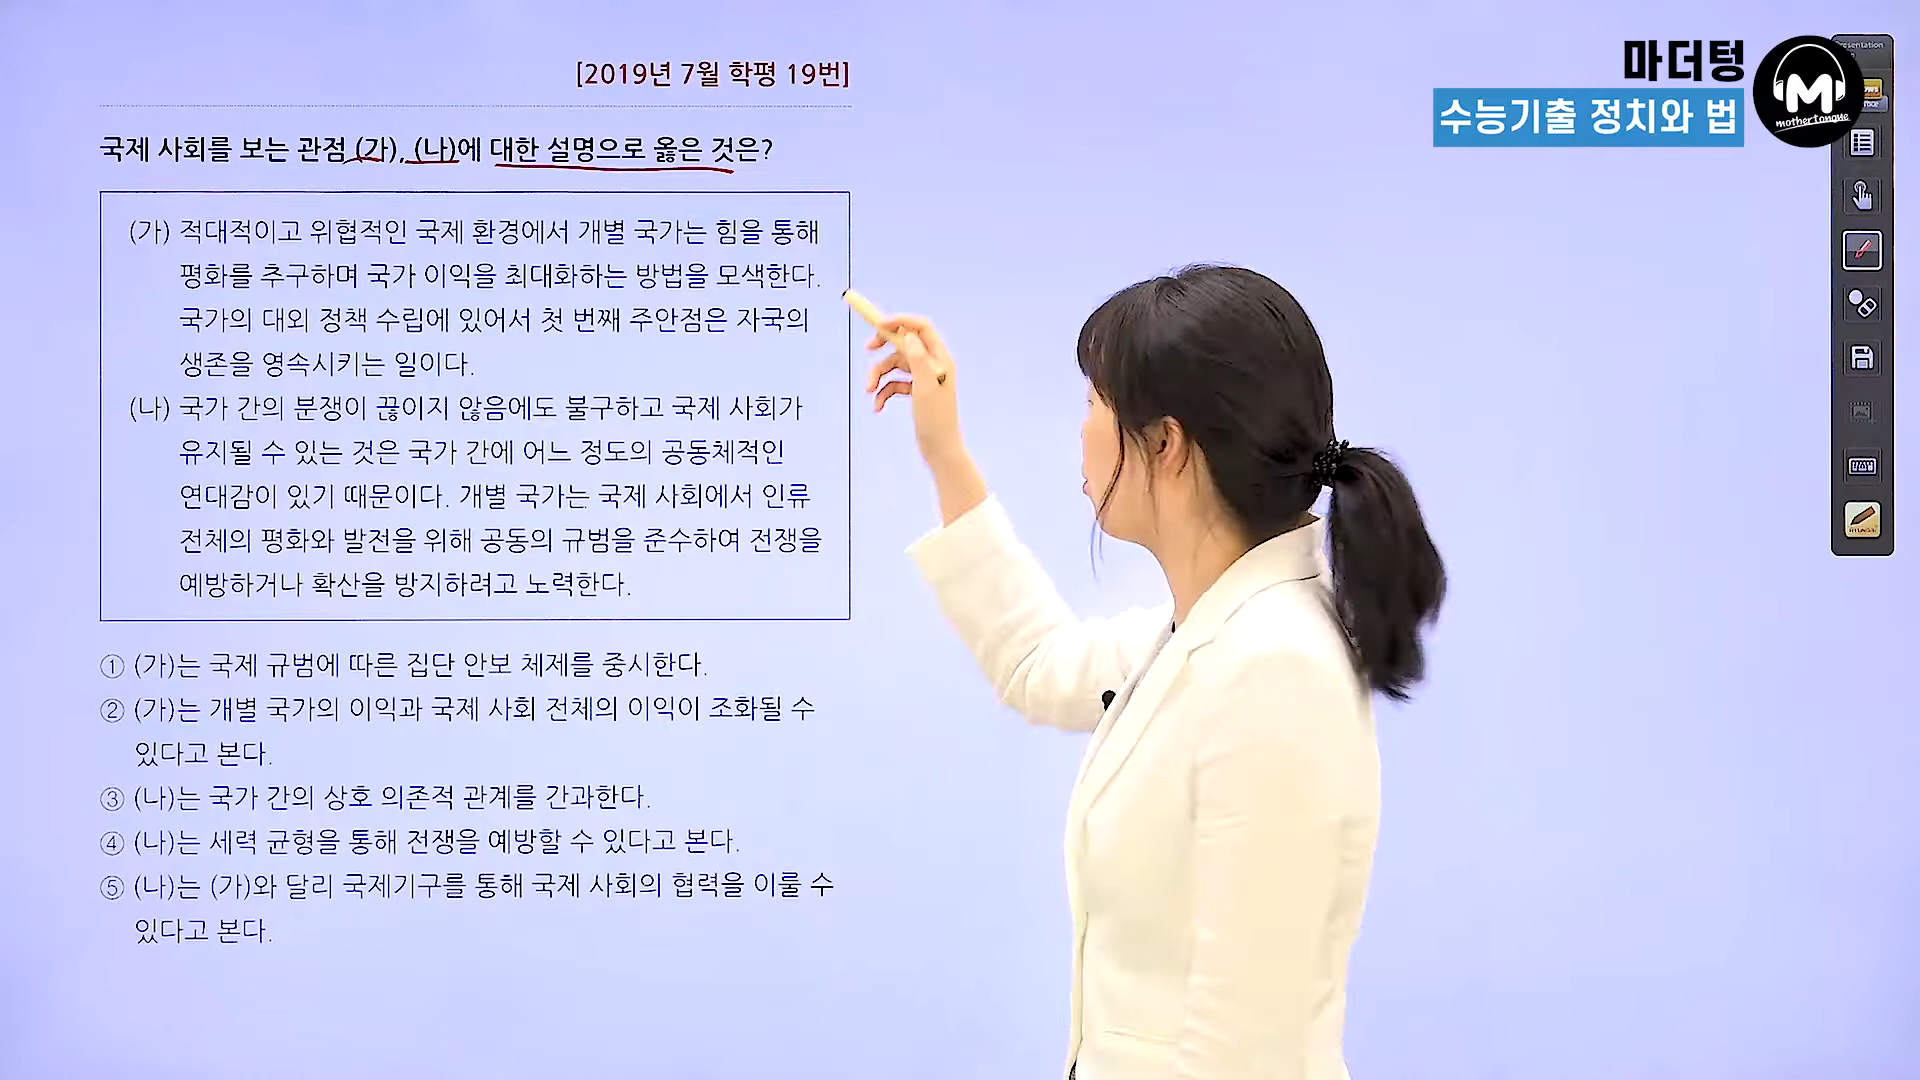 [2019년 7월 학평 19번]
국제 사회를 보는 관점 (가), (나)에 대한 설명으로 옳은 것은?
(가) 적대적이고 위협적인 국제 환경에서 개별 국가는 힘을 통해
평화를 추구하며 국가 이익을 최대화하는 방법을 모색한다.
국가의 대외 정책 수립에 있어서 첫 번째 주안점은 자국의
생존을 영속시키는 일이다.
(나) 국가 간의 분쟁이 끊이지 않음에도 불구하고 국제 사회가
유지될 수 있는 것은 국가 간에 어느 정도의 공동체적인
연대감이 있기 때문이다. 개별 국가는 국제 사회에서 인류
전체의 평화와 발전을 위해 공동의 규범을 준수하여 전쟁을
예방하거나 확산을 방지하려고 노력한다.
① (가)는 국제 규범에 따른 집단 안보 체제를 중시한다.
② (가)는 개별 국가의 이익과 국제 사회 전체의 이익이 조화될 수
있다고 본다.
③ (나)는 국가 간의 상호 의존적 관계를 간과한다.
④ (나)는 세력 균형을 통해 전쟁을 예방할 수 있다고 본다.
⑤ (나)는 (가)와 달리 국제기구를 통해 국제 사회의 협력을 이룰 수
있다고 본다.
마더텅
수능기출 정치와 법
M
mothertongue